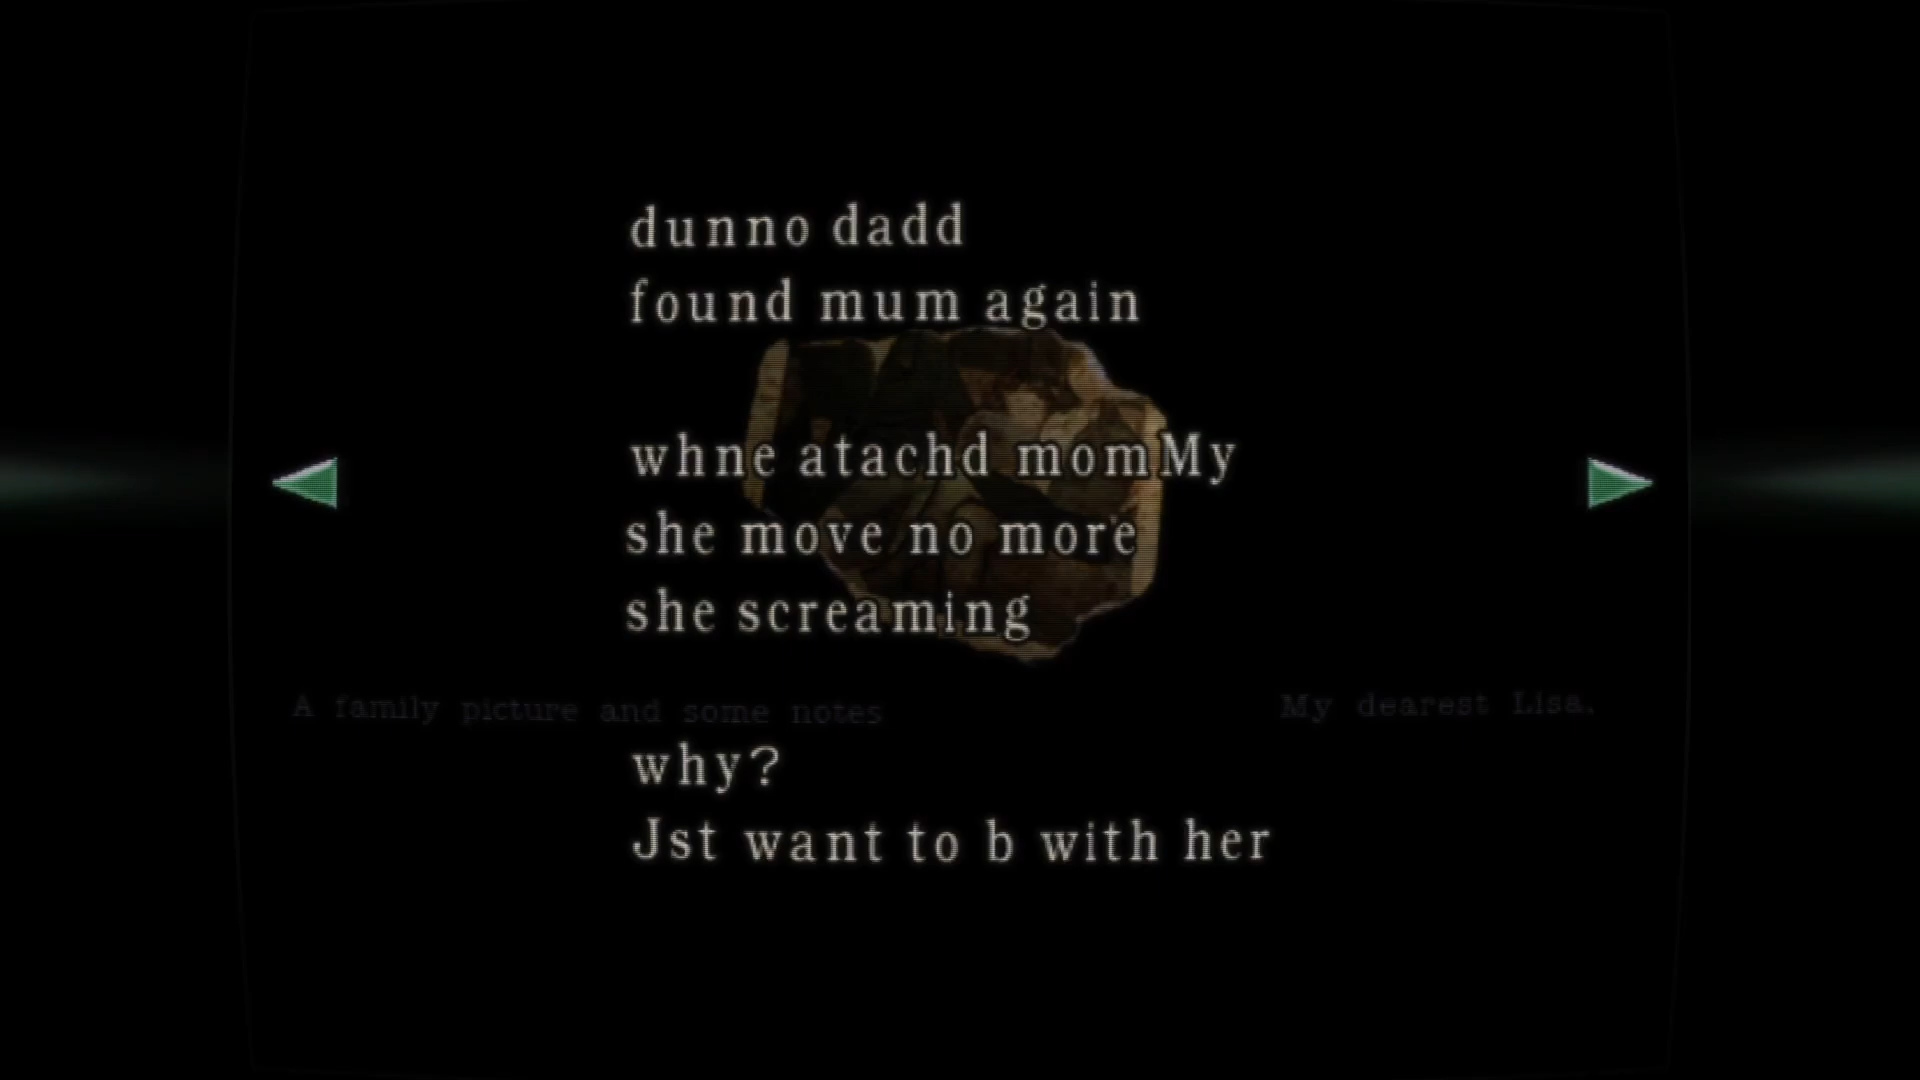 dunno dadd
found mum again
whne atachd momMy
she move no more
she screaming
A family picture and some notes
My dearest Lisa.
why?
Jst want to b with her